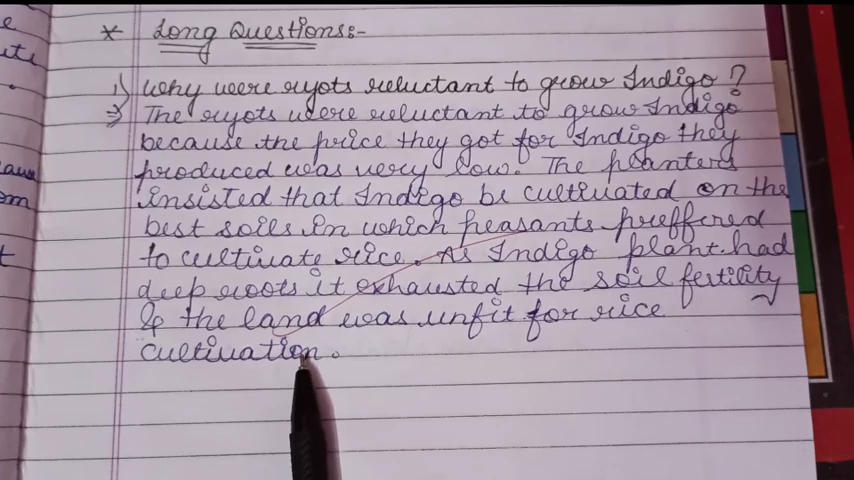 e
ute
.
cause
om
t
* Long Questions:-
1) Why were ryots reluctant to grow Indigo ?
⇒ The ryots were reluctant to grow Indigo
because the price they got for Indigo they
produced was very low. The planters
insisted that Indigo be cultivated on the
best soils in which peasants preffered
to cultivate rice. As Indigo plant had
deep roots it exhausted the soil fertility
& the land was unfit for rice
cultivation.